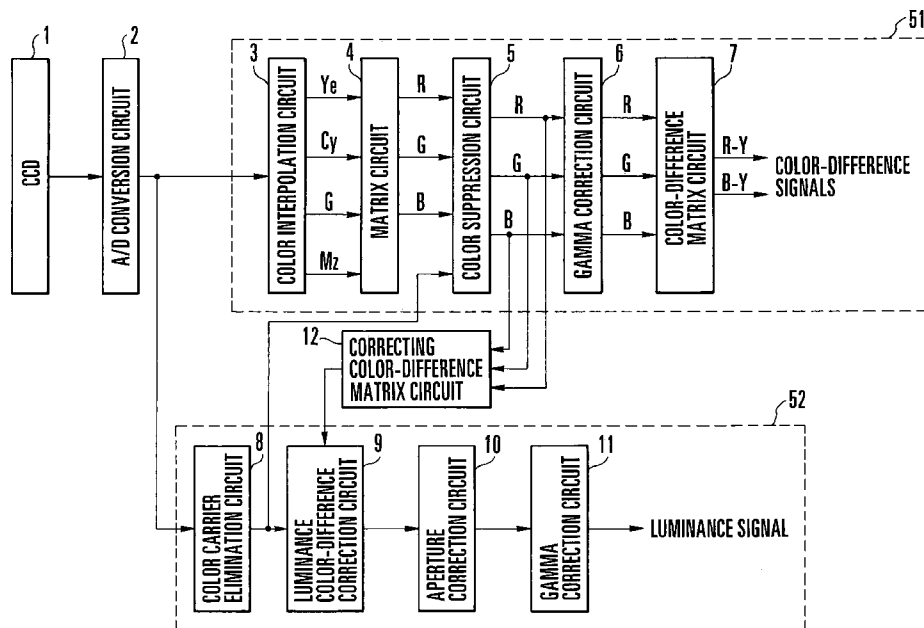 51
1
2
3
4
5
6
7
CCD
A/D CONVERSION CIRCUIT
COLOR INTERPOLATION CIRCUIT
Ye
Cy
G
Mz
MATRIX CIRCUIT
R
G
B
COLOR SUPPRESSION CIRCUIT
R
G
B
GAMMA CORRECTION CIRCUIT
R
G
B
COLOR-DIFFERENCE
MATRIX CIRCUIT
R-Y
B-Y
COLOR-DIFFERENCE
SIGNALS
12
CORRECTING
COLOR-DIFFERENCE
MATRIX CIRCUIT
52
8
9
10
11
COLOR CARRIER
ELIMINATION CIRCUIT
LUMINANCE
COLOR-DIFFERENCE
CORRECTION CIRCUIT
APERTURE
CORRECTION CIRCUIT
GAMMA
CORRECTION CIRCUIT
LUMINANCE SIGNAL